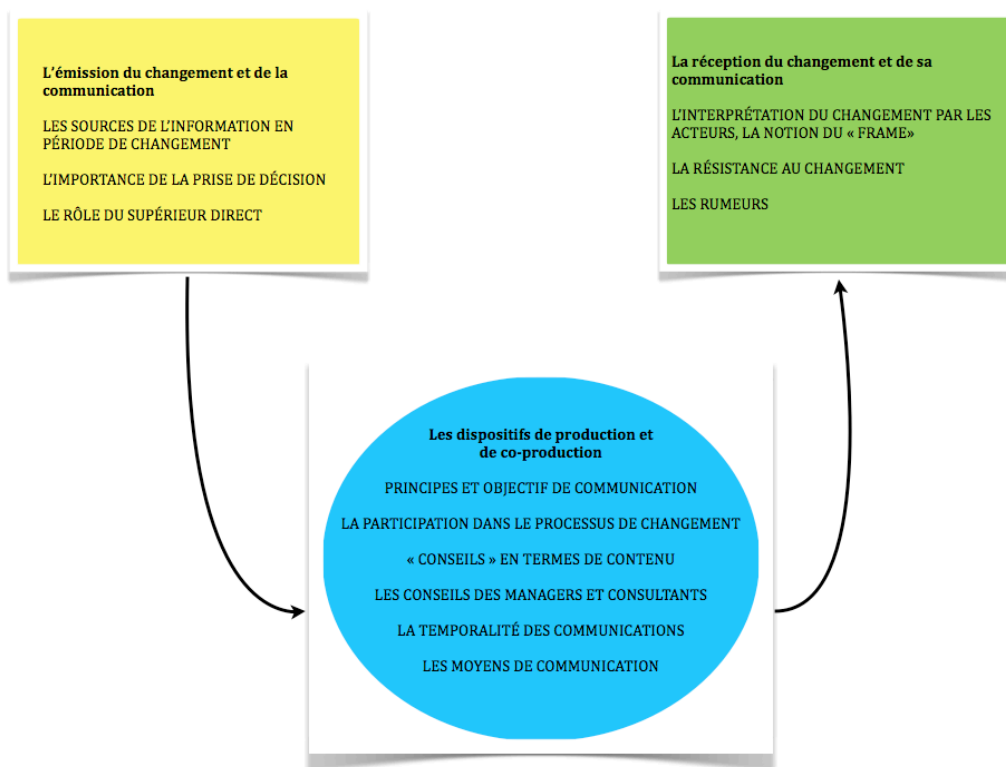 L’émission du changement et de la
communication
LES SOURCES DE L’INFORMATION EN
PÉRIODE DE CHANGEMENT
L’IMPORTANCE DE LA PRISE DE DÉCISION
LE RÔLE DU SUPÉRIEUR DIRECT
La réception du changement et de sa
communication
L’INTERPRÉTATION DU CHANGEMENT PAR LES
ACTEURS, LA NOTION DU « FRAME»
LA RÉSISTANCE AU CHANGEMENT
LES RUMEURS
Les dispositifs de production et
de co-production
PRINCIPES ET OBJECTIF DE COMMUNICATION
LA PARTICIPATION DANS LE PROCESSUS DE CHANGEMENT
« CONSEILS » EN TERMES DE CONTENU
LES CONSEILS DES MANAGERS ET CONSULTANTS
LA TEMPORALITÉ DES COMMUNICATIONS
LES MOYENS DE COMMUNICATION